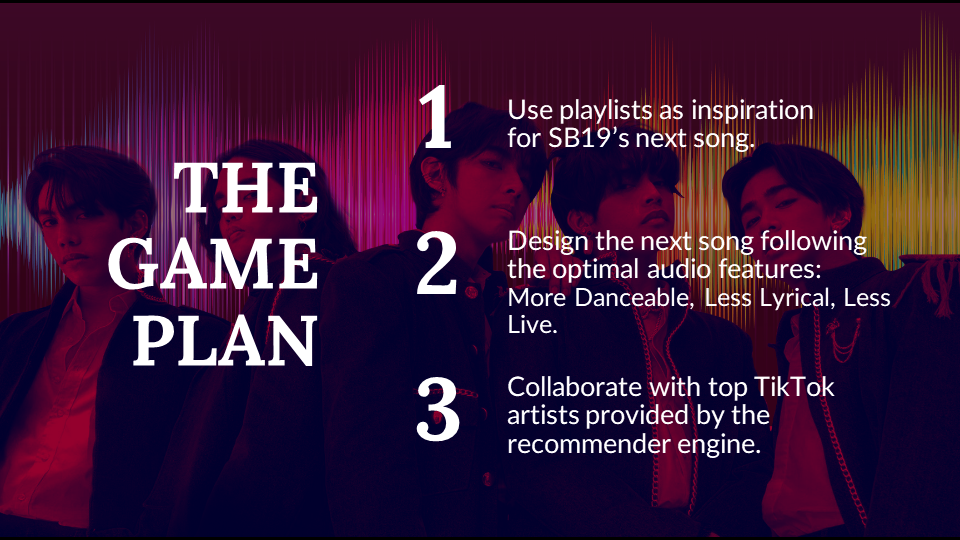 THE
GAME
PLAN
1
Use playlists as inspiration
for SB19’s next song.
2
Design the next song following
the optimal audio features:
More Danceable, Less Lyrical, Less
Live.
3
Collaborate with top TikTok
artists provided by the
recommender engine.